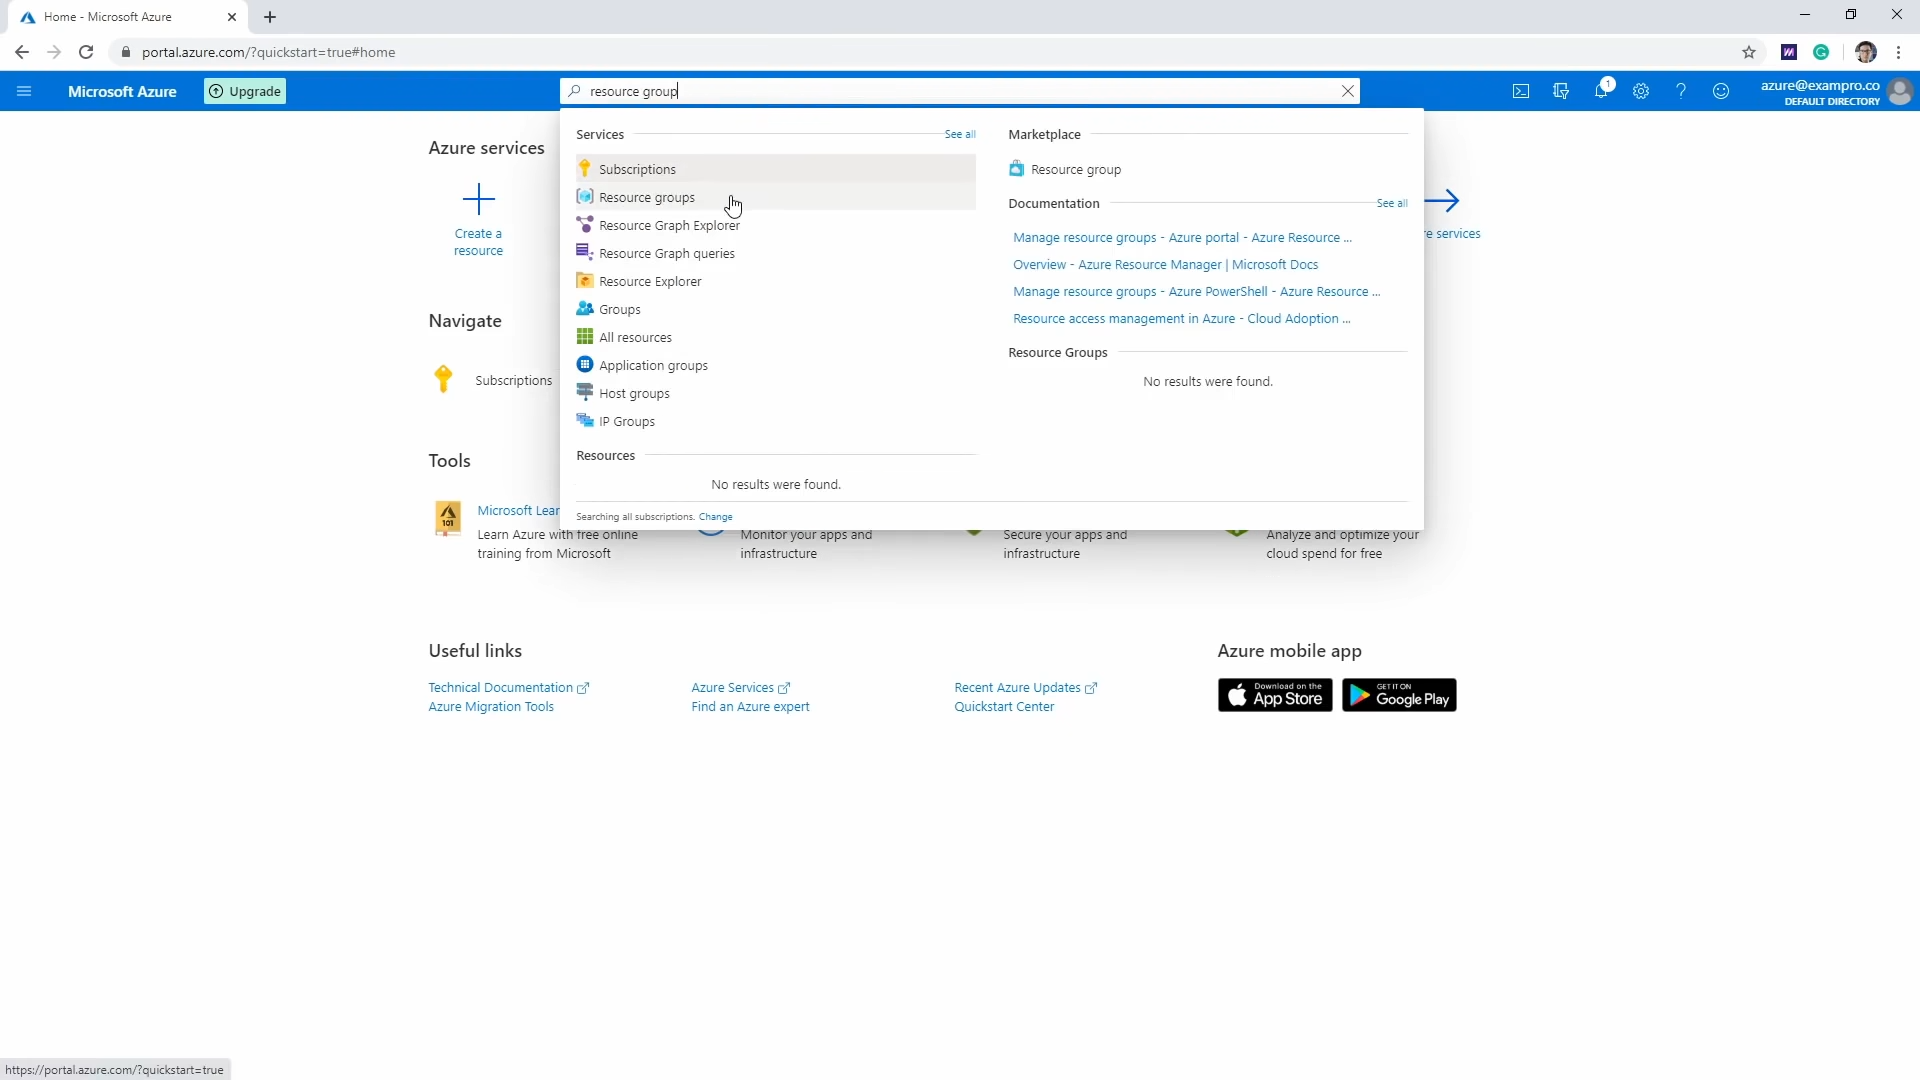 Home - Microsoft Azure
portal.azure.com/?quickstart=true#home
Microsoft Azure
Upgrade
resource group
1
azure@exampro.co
DEFAULT DIRECTORY
Azure services
Create a
resource
Navigate
Subscriptions
Tools
Services
See all
Subscriptions
Resource groups
Resource Graph Explorer
Resource Graph queries
Resource Explorer
Groups
All resources
Application groups
Host groups
IP Groups
Resources
No results were found.
Searching all subscriptions. Change
Marketplace
Resource group
Documentation
See all
Manage resource groups - Azure portal - Azure Resource ...
Overview - Azure Resource Manager | Microsoft Docs
Manage resource groups - Azure PowerShell - Azure Resource ...
Resource access management in Azure - Cloud Adoption ...
Resource Groups
No results were found.
services
101
Microsoft Lear
Learn Azure with free online
training from Microsoft
Monitor your apps and
infrastructure
Secure your apps and
infrastructure
Analyze and optimize your
cloud spend for free
Useful links
Technical Documentation
Azure Migration Tools
Azure Services
Find an Azure expert
Recent Azure Updates
Quickstart Center
Azure mobile app
Download on the
App Store
GET IT ON
Google Play
https://portal.azure.com/?quickstart=true